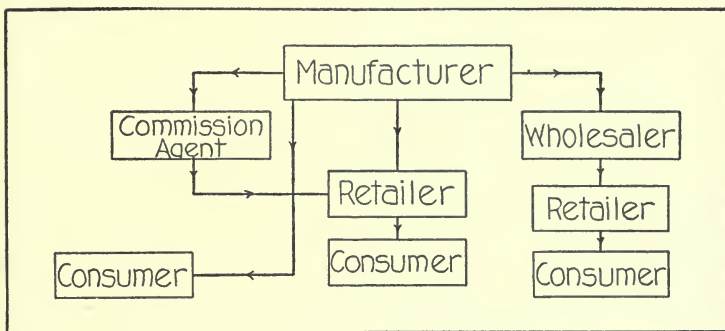 Manufacturer
Commission
Agent
Wholesaler
Retailer
Retailer
Consumer
Consumer
Consumer